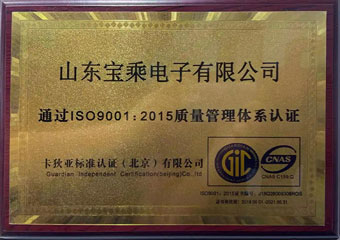 山东宝乘电子有限公司
通过ISO9001:2015质量管理体系认证
卡狄亚标准认证（北京）有限公司
Guardian Independent Certification(beijing)Co.,ltd
GIC
CNAS